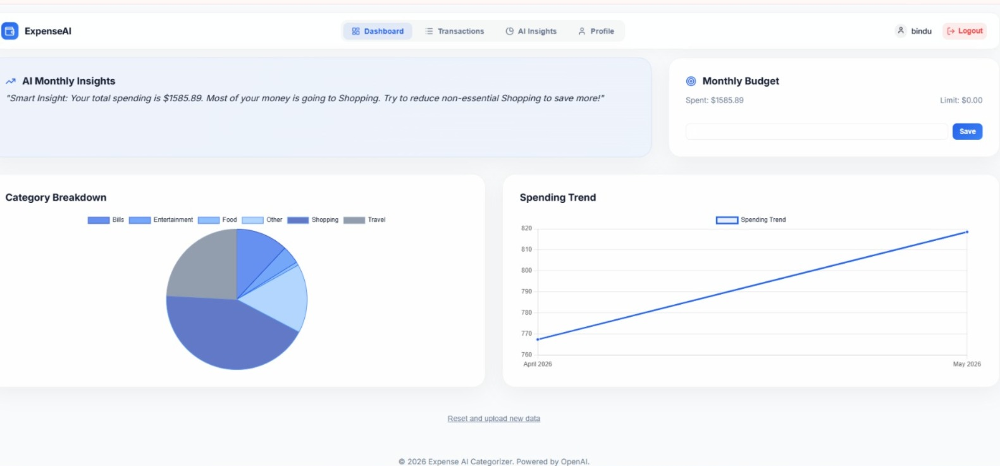 ExpenseAI
Dashboard
Transactions
AI Insights
Profile
bindu
Logout
AI Monthly Insights
"Smart Insight: Your total spending is $1585.89. Most of your money is going to Shopping. Try to reduce non-essential Shopping to save more!"
Monthly Budget
Spent: $1585.89
Limit: $0.00
Save
Category Breakdown
Bills
Entertainment
Food
Other
Shopping
Travel
Spending Trend
Spending Trend
820
810
800
790
780
770
760
April 2026
May 2026
Reset and upload new data
© 2026 Expense AI Categorizer. Powered by OpenAI.